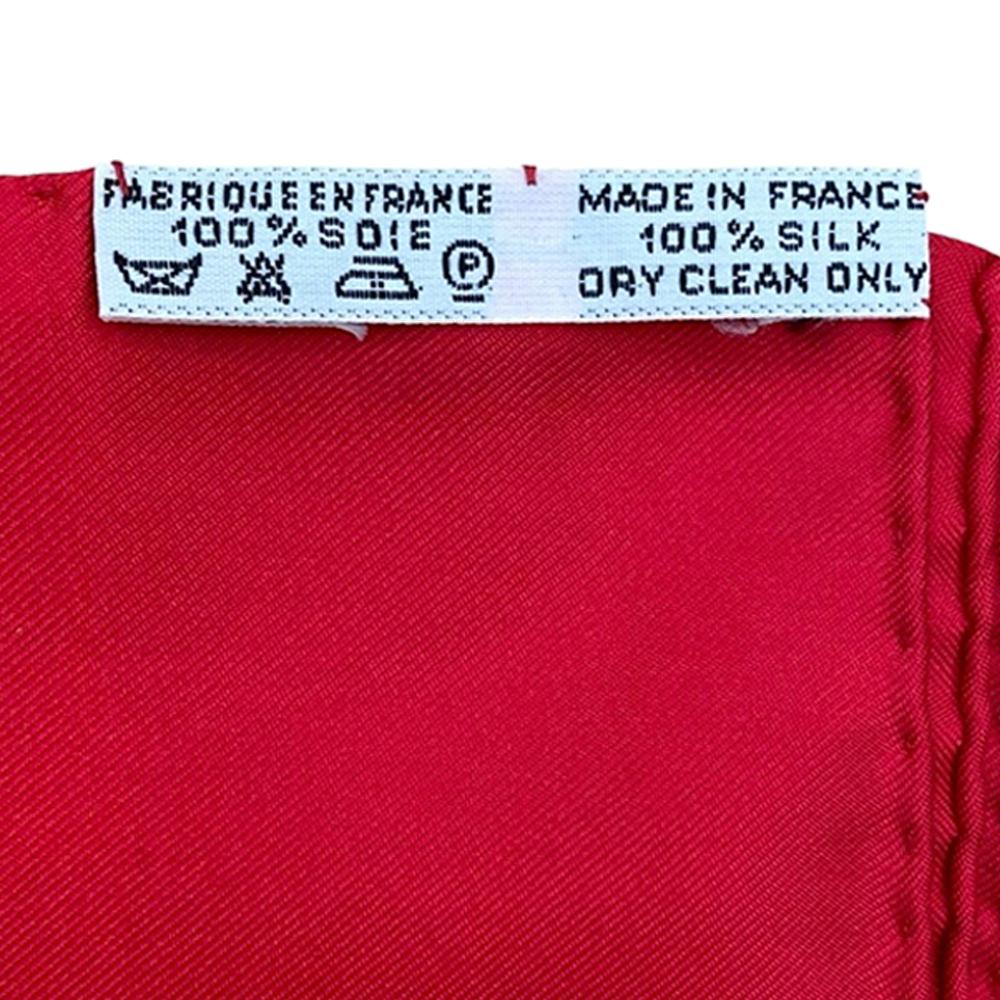 FABRIQUE EN FRANCE
100% SOIE
P
MADE IN FRANCE
100% SILK
DRY CLEAN ONLY